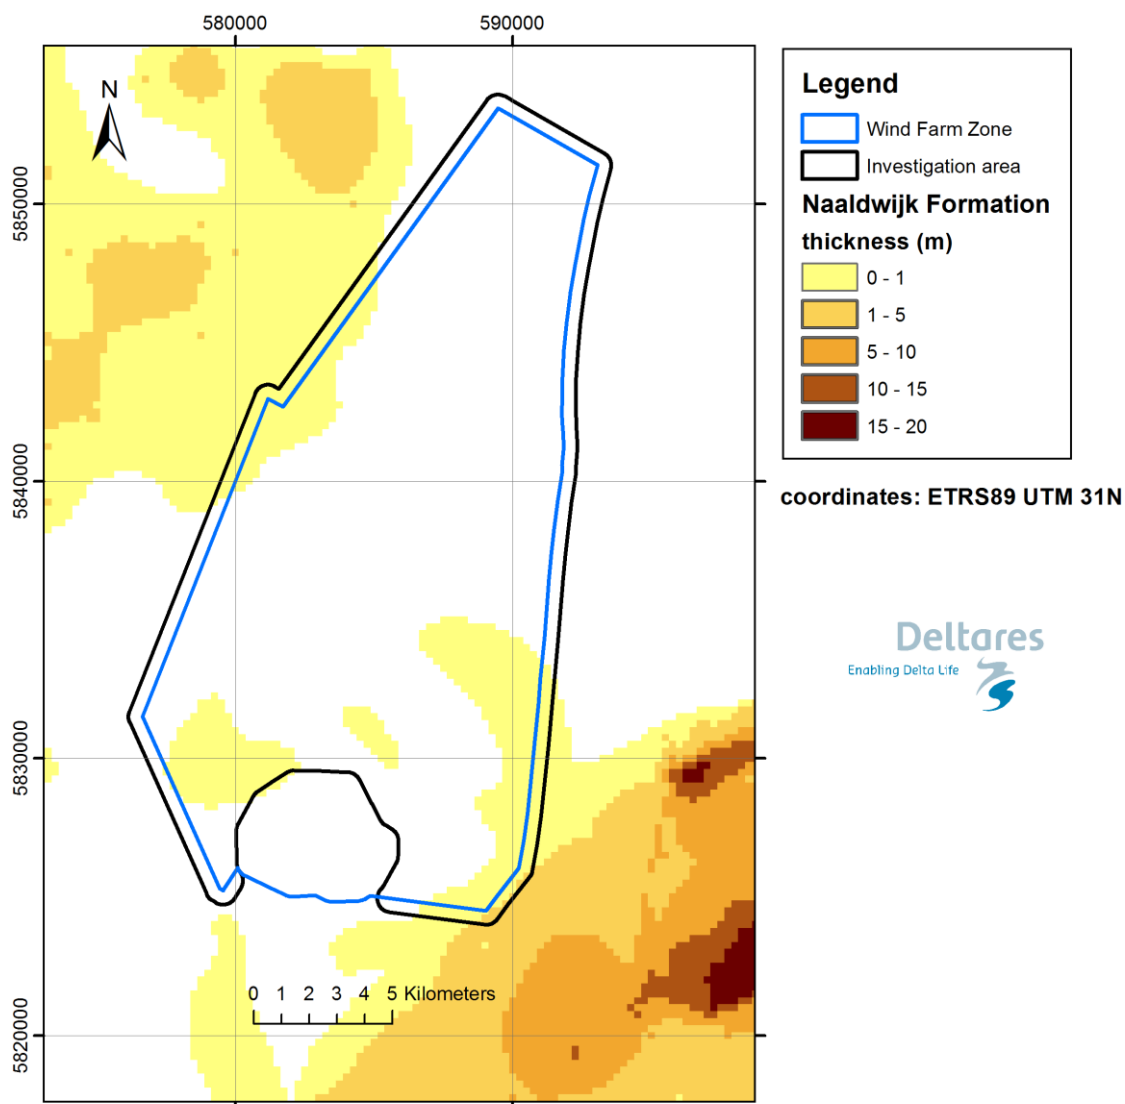 580000
590000
N
5850000
5840000
5830000
5820000
0 1 2 3 4 5 Kilometers
Legend
Wind Farm Zone
Investigation area
Naaldwijk Formation
thickness (m)
0 - 1
1 - 5
5 - 10
10 - 15
15 - 20
coordinates: ETRS89 UTM 31N
Deltares
Enabling Delta Life